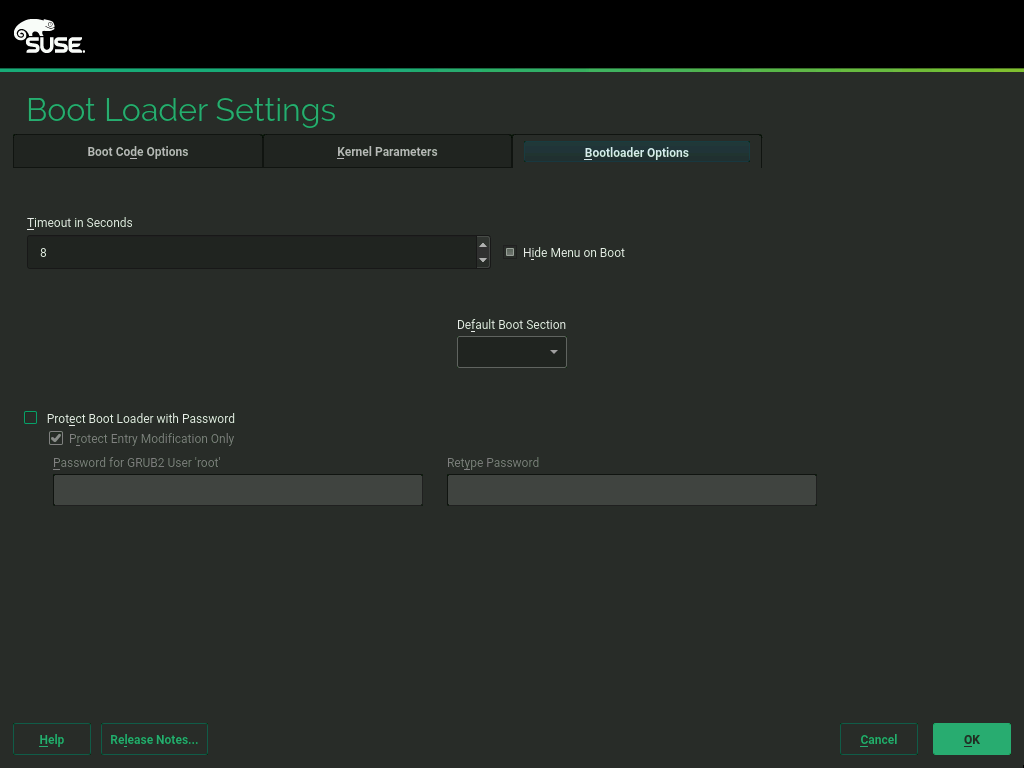 SUSE.
Boot Loader Settings
Boot Code Options Kernel Parameters Bootloader Options
Timeout in Seconds
8 Hide Menu on Boot
Default Boot Section
Protect Boot Loader with Password
Protect Entry Modification Only
Password for GRUB2 User 'root' Retype Password
Help Release Notes... Cancel OK